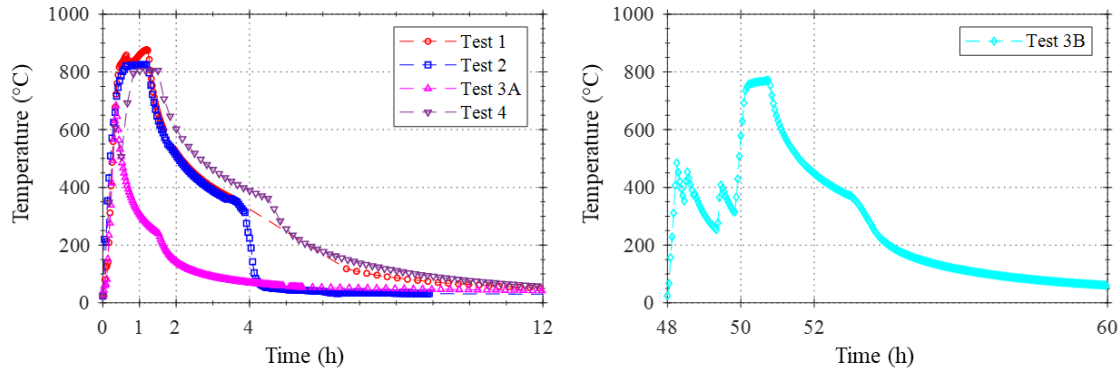 1000
800
600
400
200
0
Temperature (°C)
0 1 2 4 12
Time (h)
Test 1
Test 2
Test 3A
Test 4
1000
800
600
400
200
0
Temperature (°C)
48 50 52 60
Time (h)
Test 3B